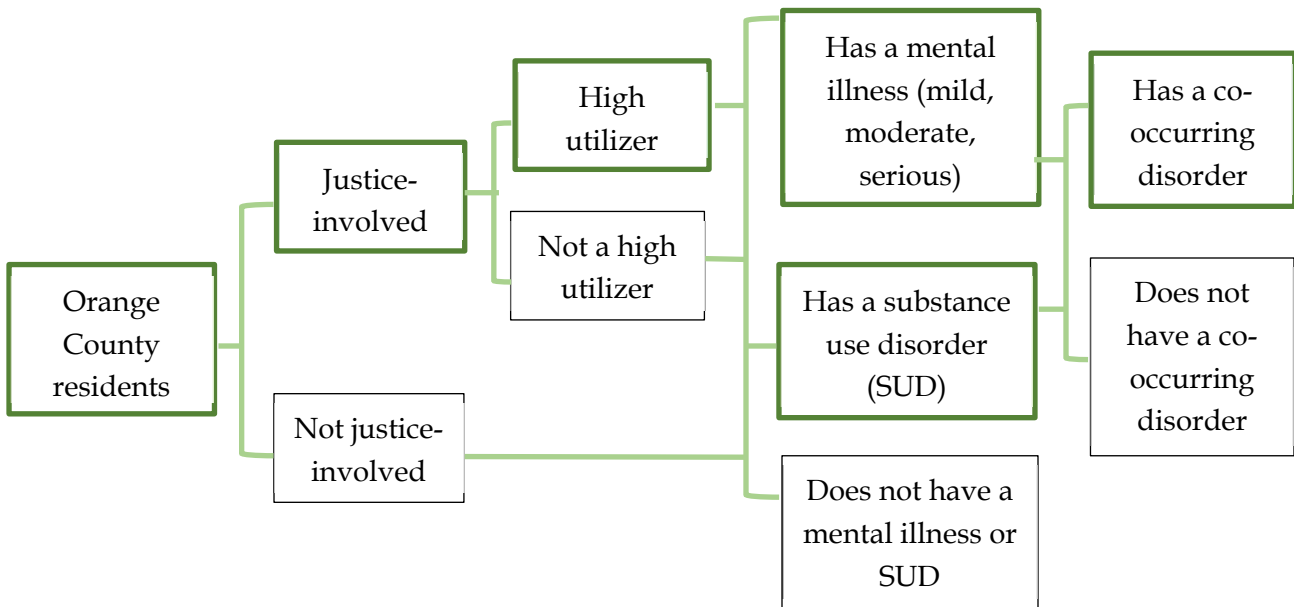 Orange
County
residents
Justice-
involved
Not justice-
involved
High
utilizer
Not a high
utilizer
Has a mental
illness (mild,
moderate,
serious)
Has a substance
use disorder
(SUD)
Does not have a
mental illness or
SUD
Has a co-
occurring
disorder
Does not
have a co-
occurring
disorder